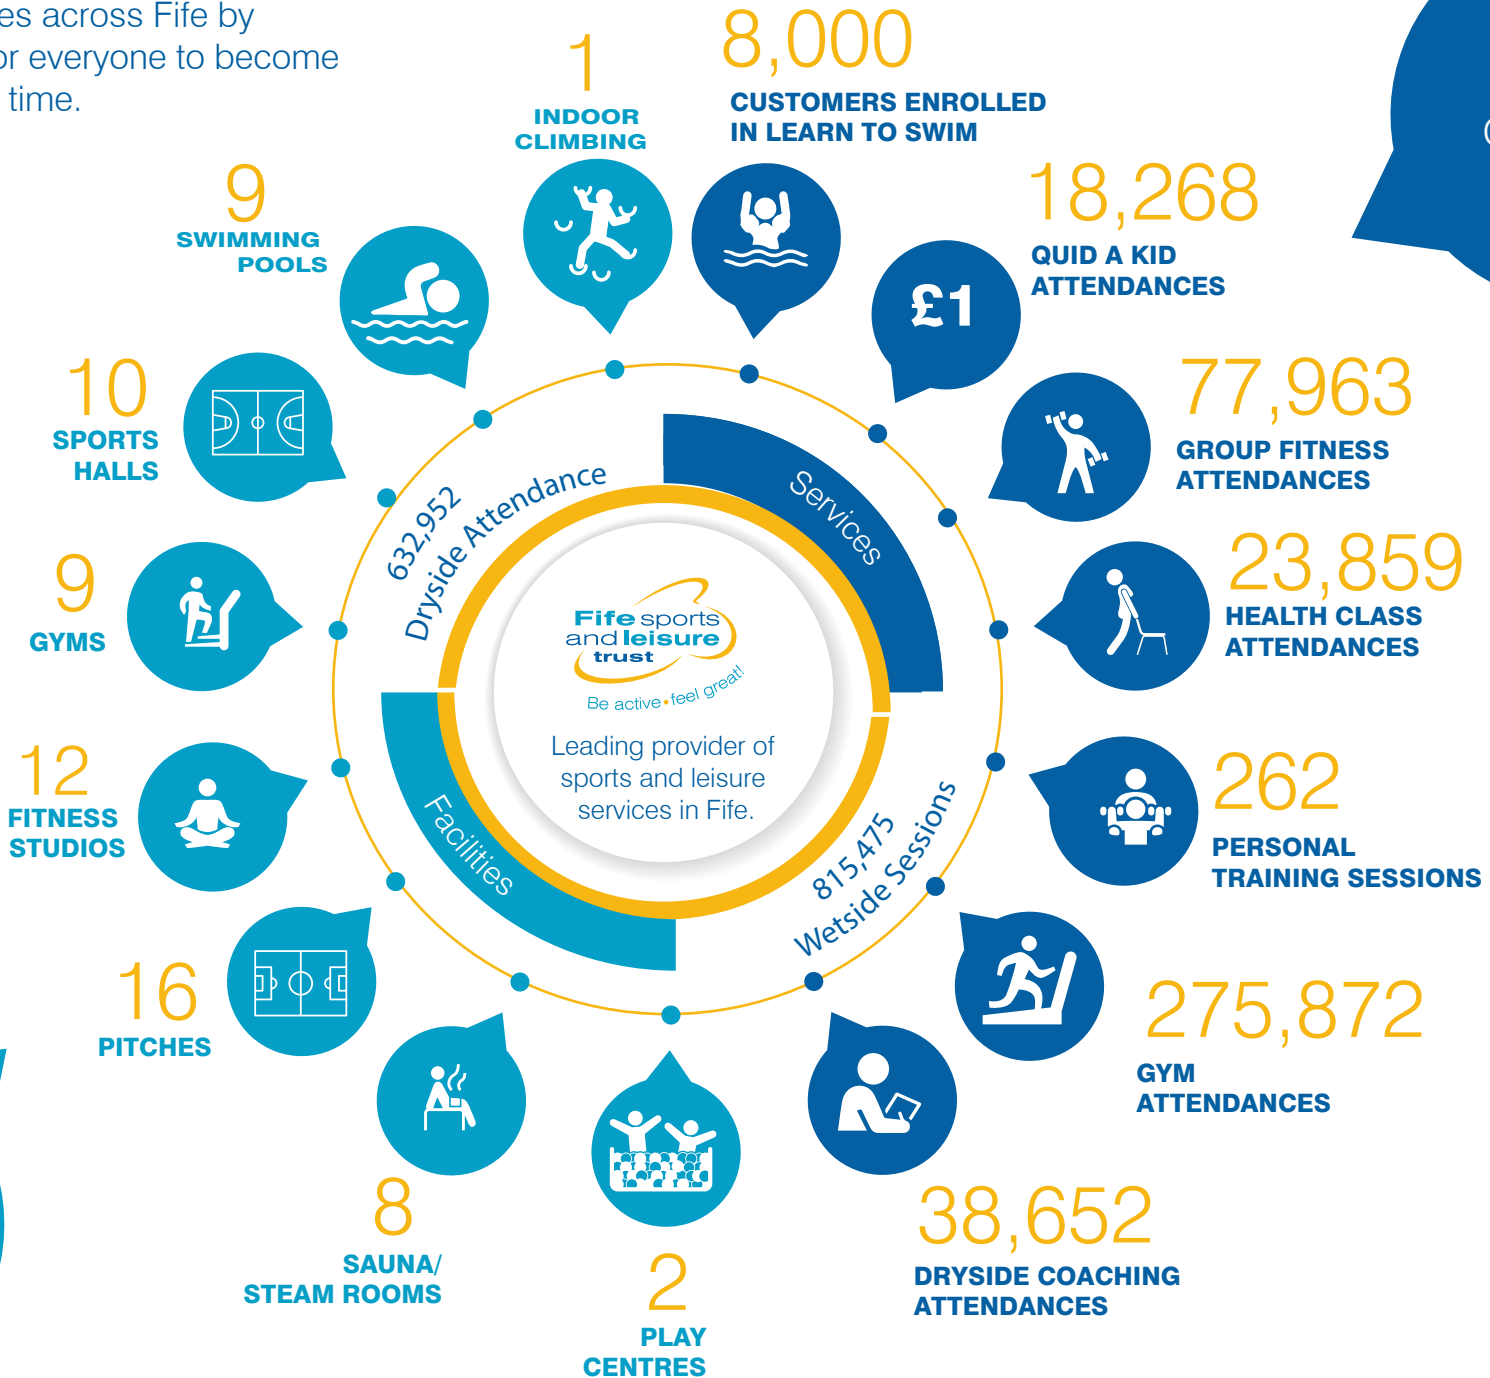 es across Fife by
or everyone to become
time.
1
INDOOR
CLIMBING
8,000
CUSTOMERS ENROLLED
IN LEARN TO SWIM
9
SWIMMING
POOLS
18,268
QUID A KID
ATTENDANCES
£1
10
SPORTS
HALLS
77,963
GROUP FITNESS
ATTENDANCES
632,952
Dryside Attendance
Services
9
GYMS
23,859
HEALTH CLASS
ATTENDANCES
Fife sports
and leisure
trust
Be active • feel great!
Leading provider of
sports and leisure
services in Fife.
12
FITNESS
STUDIOS
Facilities
815,475
Wetside Sessions
262
PERSONAL
TRAINING SESSIONS
16
PITCHES
275,872
GYM
ATTENDANCES
8
SAUNA/
STEAM ROOMS
2
PLAY
CENTRES
38,652
DRYSIDE COACHING
ATTENDANCES